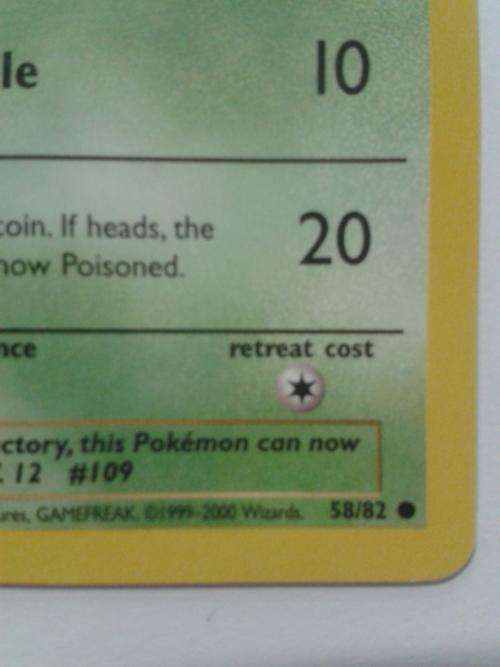 le 10
coin. If heads, the 20
now Poisoned.
nce retreat cost
ctory, this Pokémon can now
12 #109
ures, GAMEFREAK. ©1999-2000 Wizards. 58/82